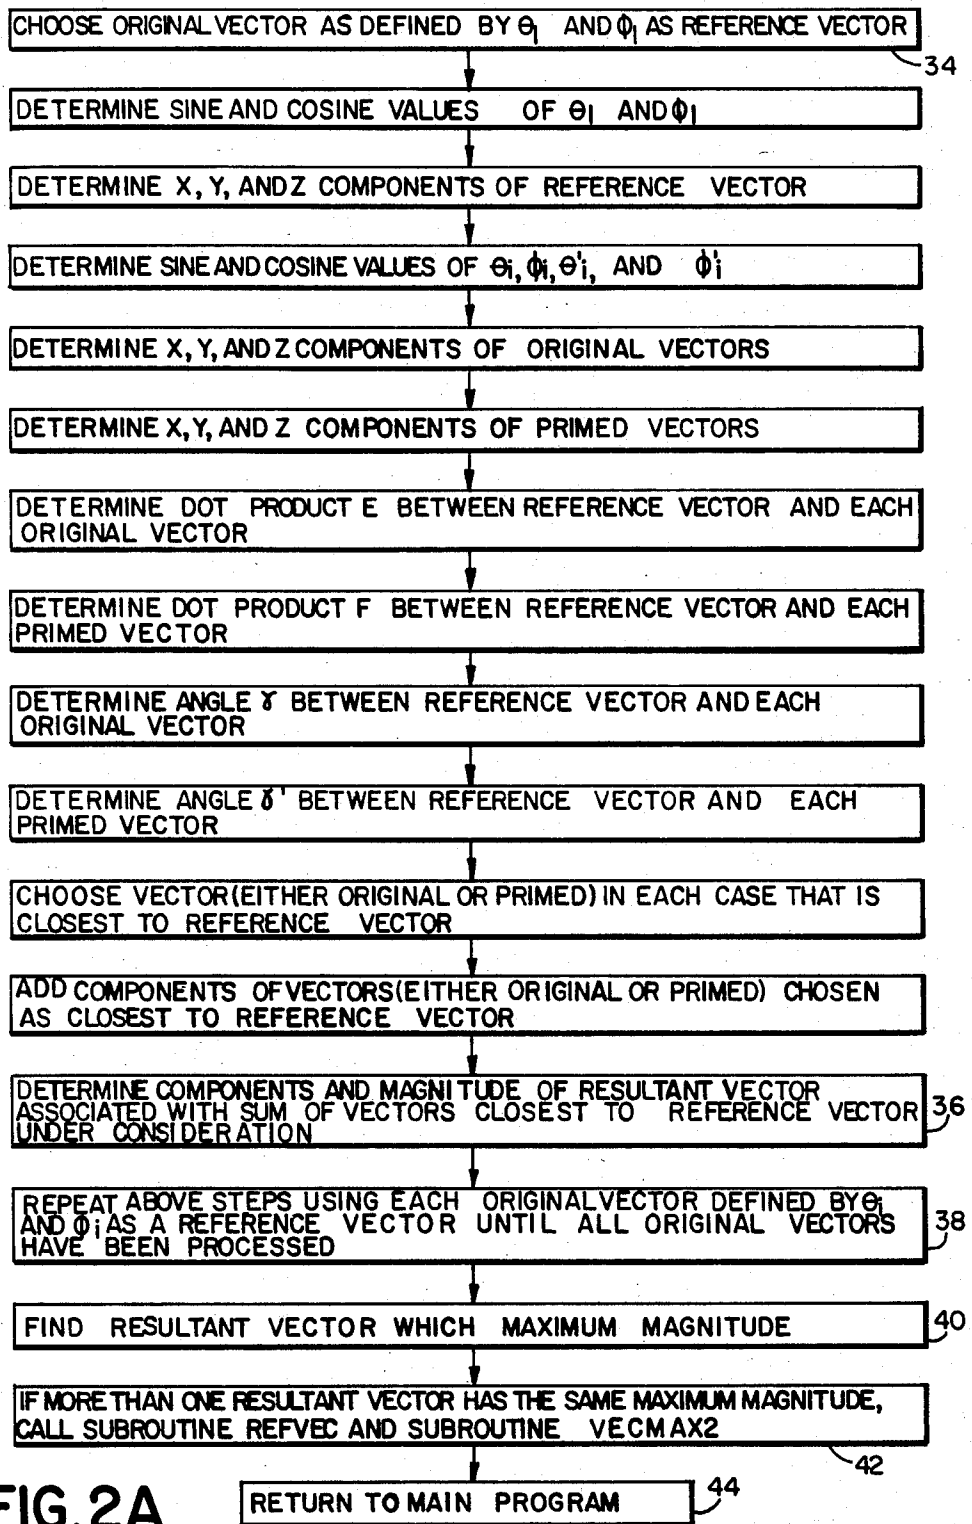 CHOOSE ORIGINAL VECTOR AS DEFINED BY θ₁ AND ϕ₁ AS REFERENCE VECTOR
34
DETERMINE SINE AND COSINE VALUES OF θ₁ AND ϕ₁
DETERMINE X, Y, AND Z COMPONENTS OF REFERENCE VECTOR
DETERMINE SINE AND COSINE VALUES OF θi, ϕi, θ'i, AND ϕ'i
DETERMINE X, Y, AND Z COMPONENTS OF ORIGINAL VECTORS
DETERMINE X, Y, AND Z COMPONENTS OF PRIMED VECTORS
DETERMINE DOT PRODUCT E BETWEEN REFERENCE VECTOR AND EACH
ORIGINAL VECTOR
DETERMINE DOT PRODUCT F BETWEEN REFERENCE VECTOR AND EACH
PRIMED VECTOR
DETERMINE ANGLE γ BETWEEN REFERENCE VECTOR AND EACH
ORIGINAL VECTOR
DETERMINE ANGLE γ' BETWEEN REFERENCE VECTOR AND EACH
PRIMED VECTOR
CHOOSE VECTOR (EITHER ORIGINAL OR PRIMED) IN EACH CASE THAT IS
CLOSEST TO REFERENCE VECTOR
ADD COMPONENTS OF VECTORS (EITHER ORIGINAL OR PRIMED) CHOSEN
AS CLOSEST TO REFERENCE VECTOR
DETERMINE COMPONENTS AND MAGNITUDE OF RESULTANT VECTOR
ASSOCIATED WITH SUM OF VECTORS CLOSEST TO REFERENCE VECTOR
UNDER CONSIDERATION
36
REPEAT ABOVE STEPS USING EACH ORIGINAL VECTOR DEFINED BY θi
AND ϕi AS A REFERENCE VECTOR UNTIL ALL ORIGINAL VECTORS
HAVE BEEN PROCESSED
38
FIND RESULTANT VECTOR WHICH MAXIMUM MAGNITUDE
40
IF MORE THAN ONE RESULTANT VECTOR HAS THE SAME MAXIMUM MAGNITUDE,
CALL SUBROUTINE REFVEC AND SUBROUTINE VECMAX2
42
FIG. 2A
RETURN TO MAIN PROGRAM
44